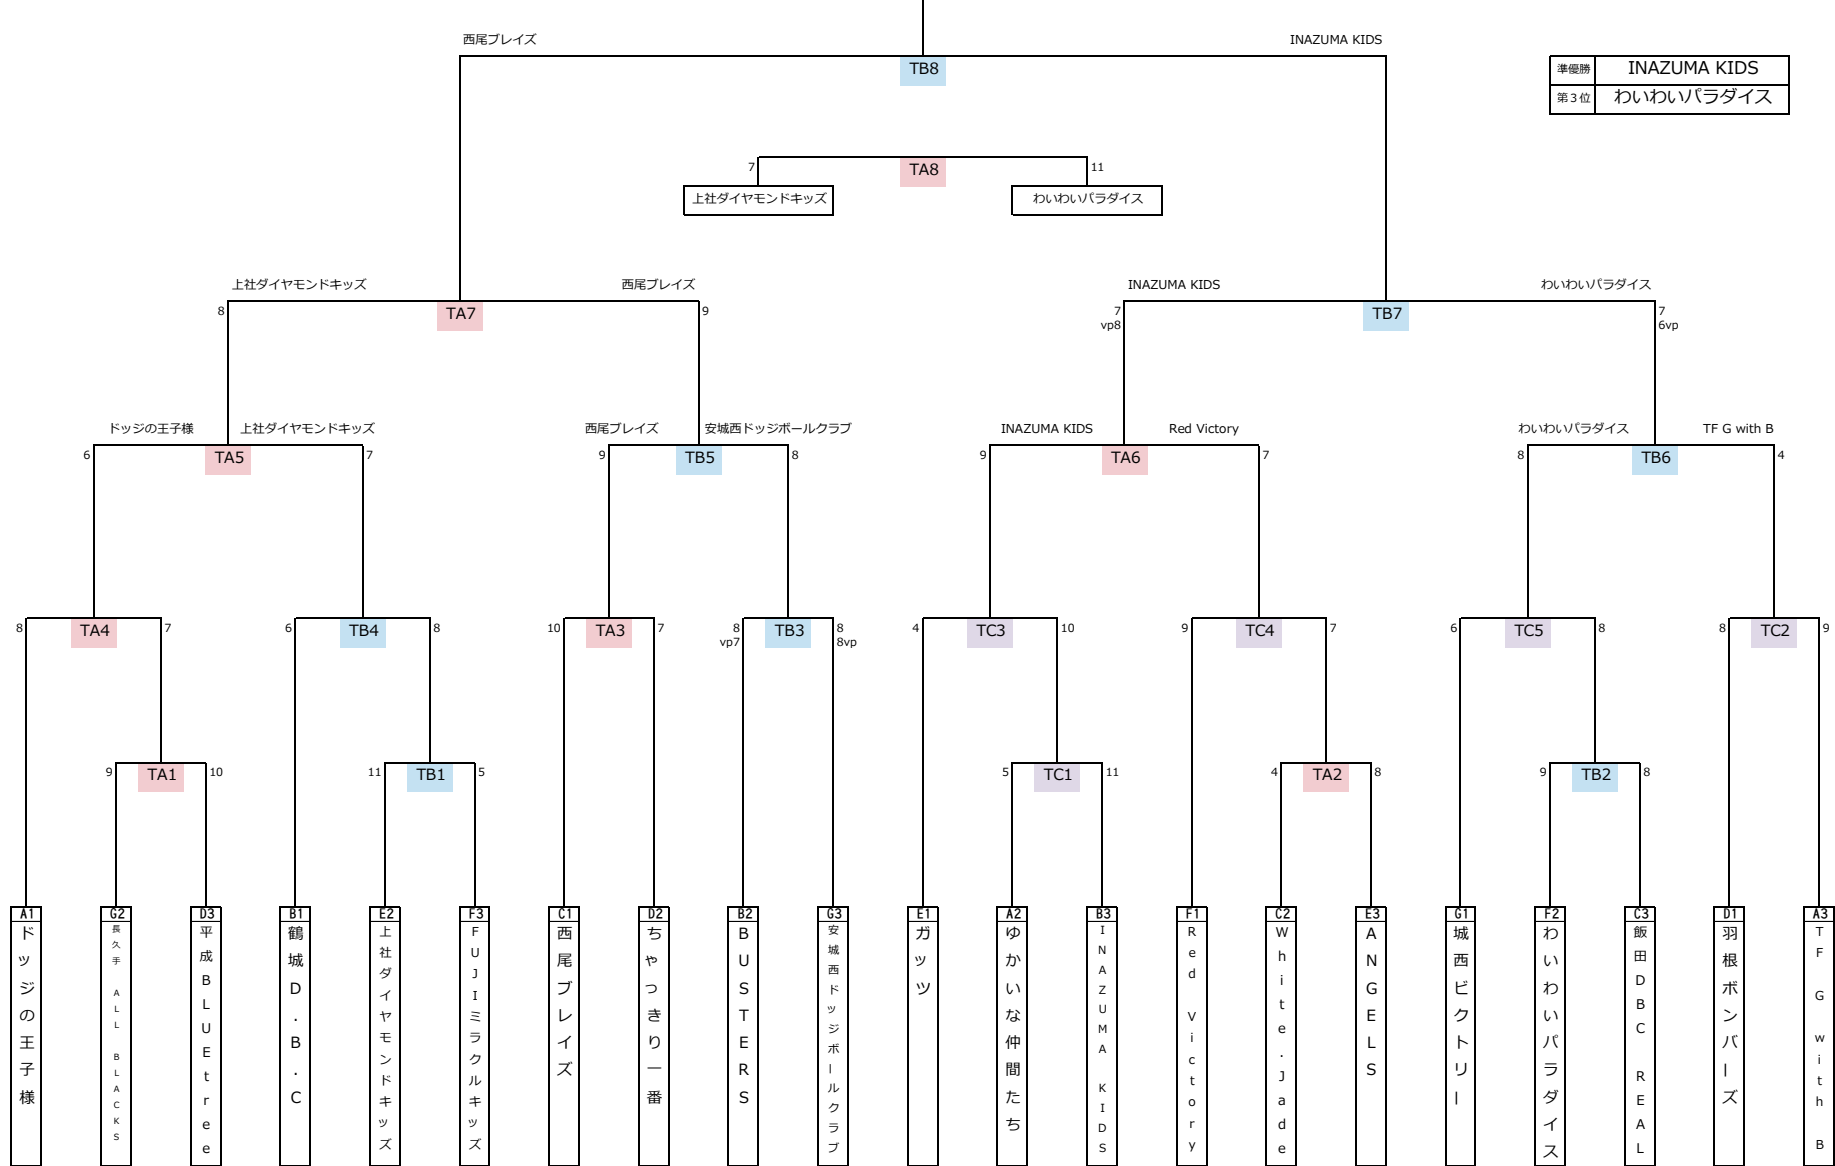 西尾ブレイズ
INAZUMA KIDS
TB8
準優勝 INAZUMA KIDS
第3位 わいわいパラダイス
7 TA8 11
上社ダイヤモンドキッズ わいわいパラダイス
上社ダイヤモンドキッズ 西尾ブレイズ INAZUMA KIDS わいわいパラダイス
8 TA7 9 7 TB7 7
vp8 6vp
ドッジの王子様 上社ダイヤモンドキッズ 西尾ブレイズ 安城西ドッジボールクラブ INAZUMA KIDS Red Victory わいわいパラダイス TF G with B
6 TA5 7 9 TB5 8 9 TA6 7 8 TB6 4
8 TA4 7 6 TB4 8 10 TA3 7 8 TB3 8 4 TC3 10 9 TC4 7 6 TC5 8 8 TC2 9
vp7 8vp
9 TA1 10 11 TB1 5 5 TC1 11 4 TA2 8 9 TB2 8
A1 G2 D3 B1 E2 F3 C1 D2 B2 G3 E1 A2 B3 F1 C2 E3 G1 F2 C3 D1 A3
ドッジの王子様
長久手 ALL BLACKS
平成BLUEtree
鶴城D.B.C
上社ダイヤモンドキッズ
FUJIミラクルキッズ
西尾ブレイズ
ちゃっきり一番
BUSTERS
安城西ドッジボールクラブ
ガッツ
ゆかいな仲間たち
INAZUMA KIDS
Red Victory
White.Jade
ANGELS
城西ビクトリー
わいわいパラダイス
飯田DBC REAL
羽根ボンバーズ
TF G with B